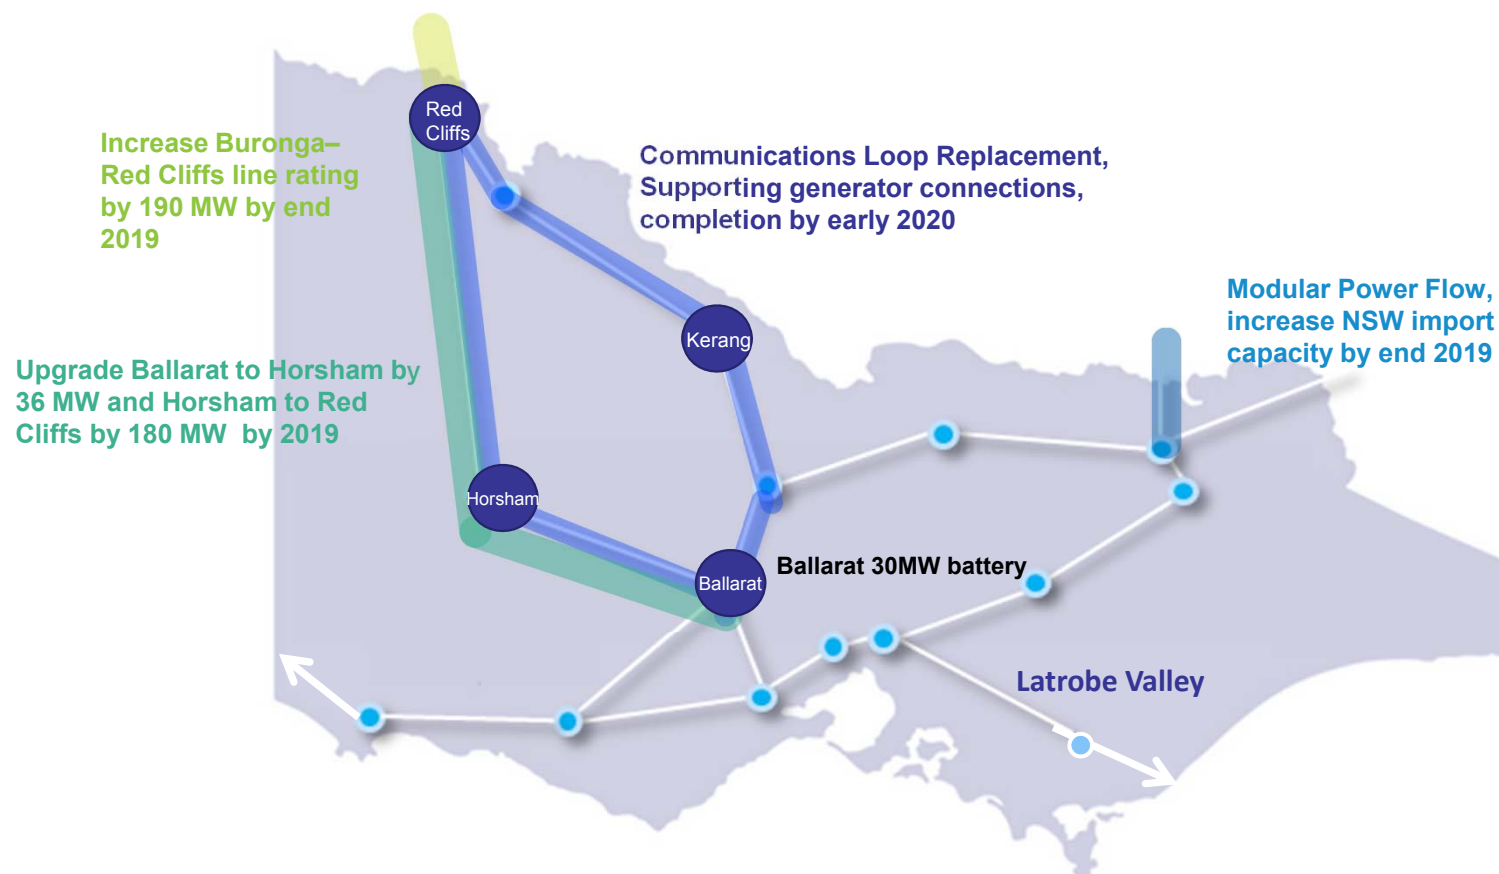 Red
Cliffs
Increase Buronga–
Red Cliffs line rating
by 190 MW by end
2019
Communications Loop Replacement,
Supporting generator connections,
completion by early 2020
Modular Power Flow,
increase NSW import
capacity by end 2019
Kerang
Upgrade Ballarat to Horsham by
36 MW and Horsham to Red
Cliffs by 180 MW by 2019
Horsham
Ballarat 30MW battery
Ballarat
Latrobe Valley